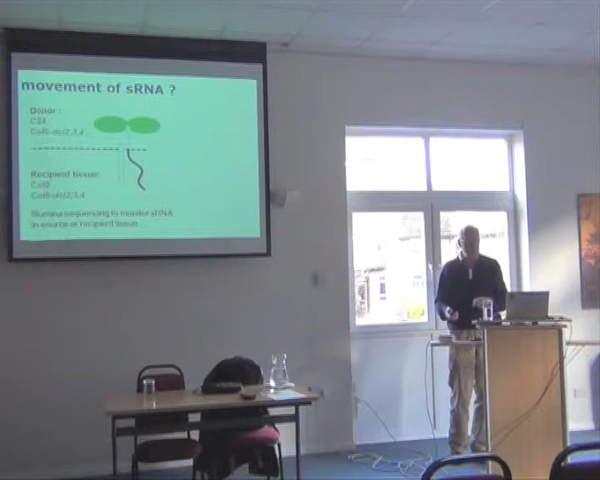 movement of sRNA ?
Donor :
C24
Col0-dcl2,3,4
Recipient tissue:
Col0
Col0-dcl2,3,4
Illumina sequencing to monitor sRNA
in source or recipient tissue